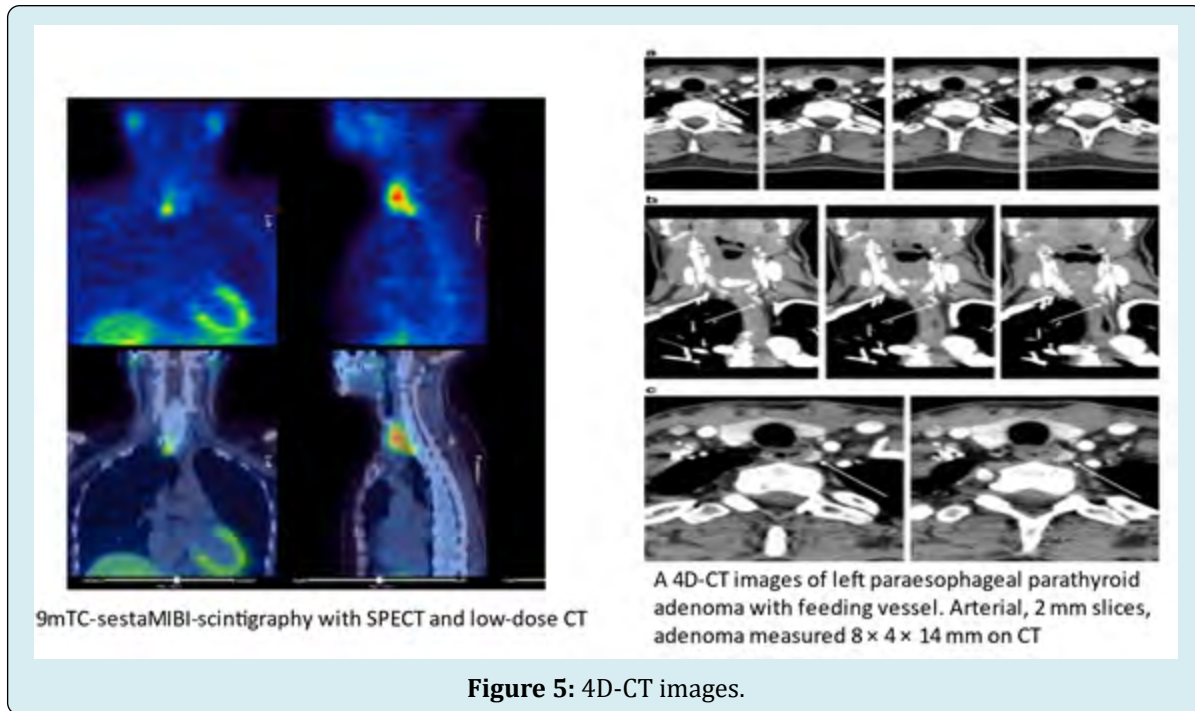 a
b
c
9mTC-sestaMIBI-scintigraphy with SPECT and low-dose CT
A 4D-CT images of left paraesophageal parathyroid
adenoma with feeding vessel. Arterial, 2 mm slices,
adenoma measured 8 × 4 × 14 mm on CT
Figure 5: 4D-CT images.